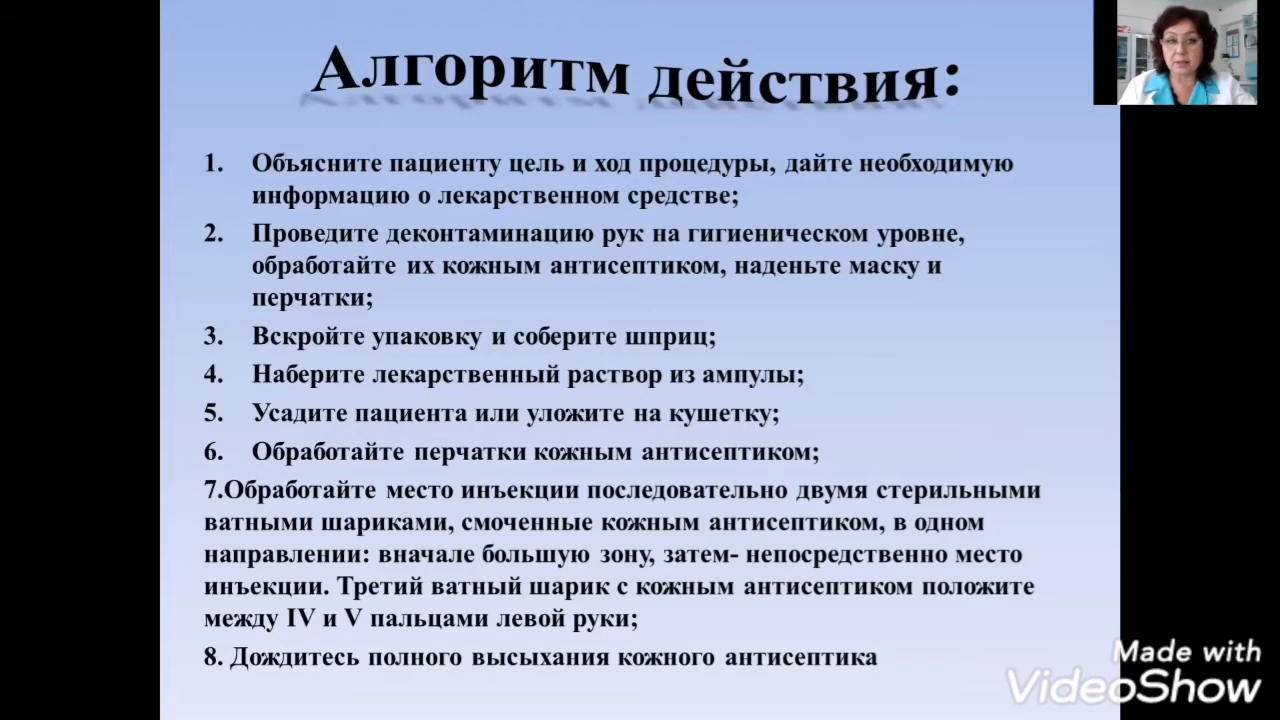 Алгоритм действия:
1. Объясните пациенту цель и ход процедуры, дайте необходимую
информацию о лекарственном средстве;
2. Проведите деконтаминацию рук на гигиеническом уровне,
обработайте их кожным антисептиком, наденьте маску и
перчатки;
3. Вскройте упаковку и соберите шприц;
4. Наберите лекарственный раствор из ампулы;
5. Усадите пациента или уложите на кушетку;
6. Обработайте перчатки кожным антисептиком;
7.Обработайте место инъекции последовательно двумя стерильными
ватными шариками, смоченные кожным антисептиком, в одном
направлении: вначале большую зону, затем- непосредственно место
инъекции. Третий ватный шарик с кожным антисептиком положите
между IV и V пальцами левой руки;
8. Дождитесь полного высыхания кожного антисептика
Made with
VideoShow